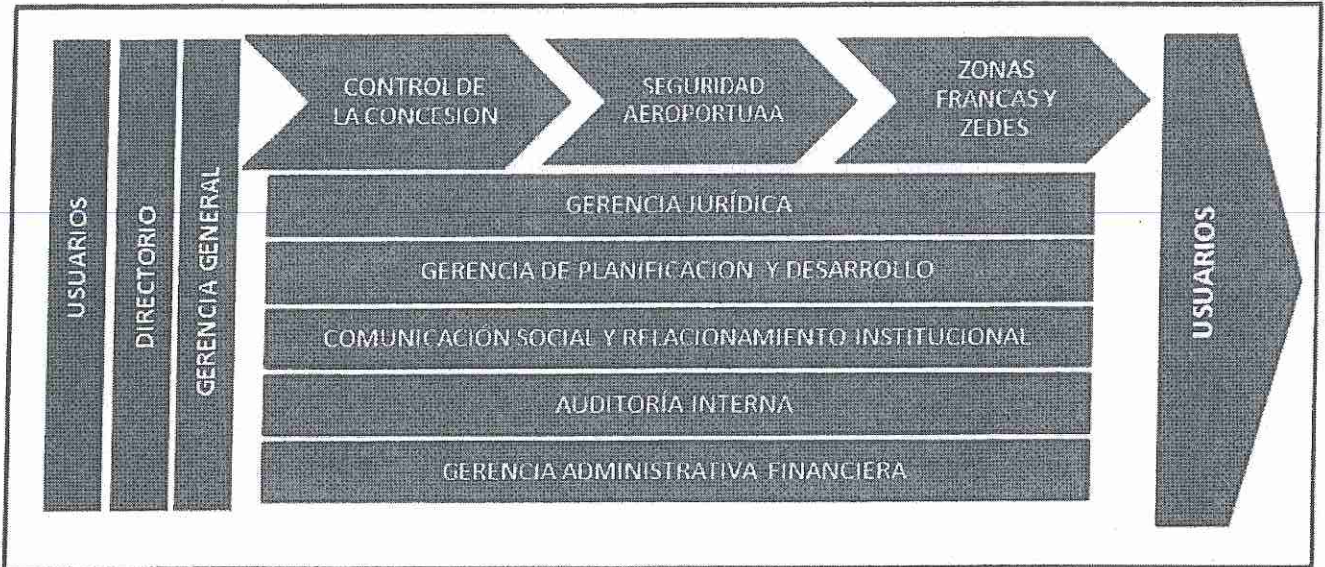 USUARIOS
DIRECTORIO
GERENCIA GENERAL
CONTROL DE
LA CONCESION
SEGURIDAD
AEROPORTUAA
ZONAS
FRANCAS Y
ZEDES
GERENCIA JURÍDICA
GERENCIA DE PLANIFICACION Y DESARROLLO
COMUNICACIÓN SOCIAL Y RELACIONAMIENTO INSTITUCIONAL
AUDITORÍA INTERNA
GERENCIA ADMINISTRATIVA FINANCIERA
USUARIOS